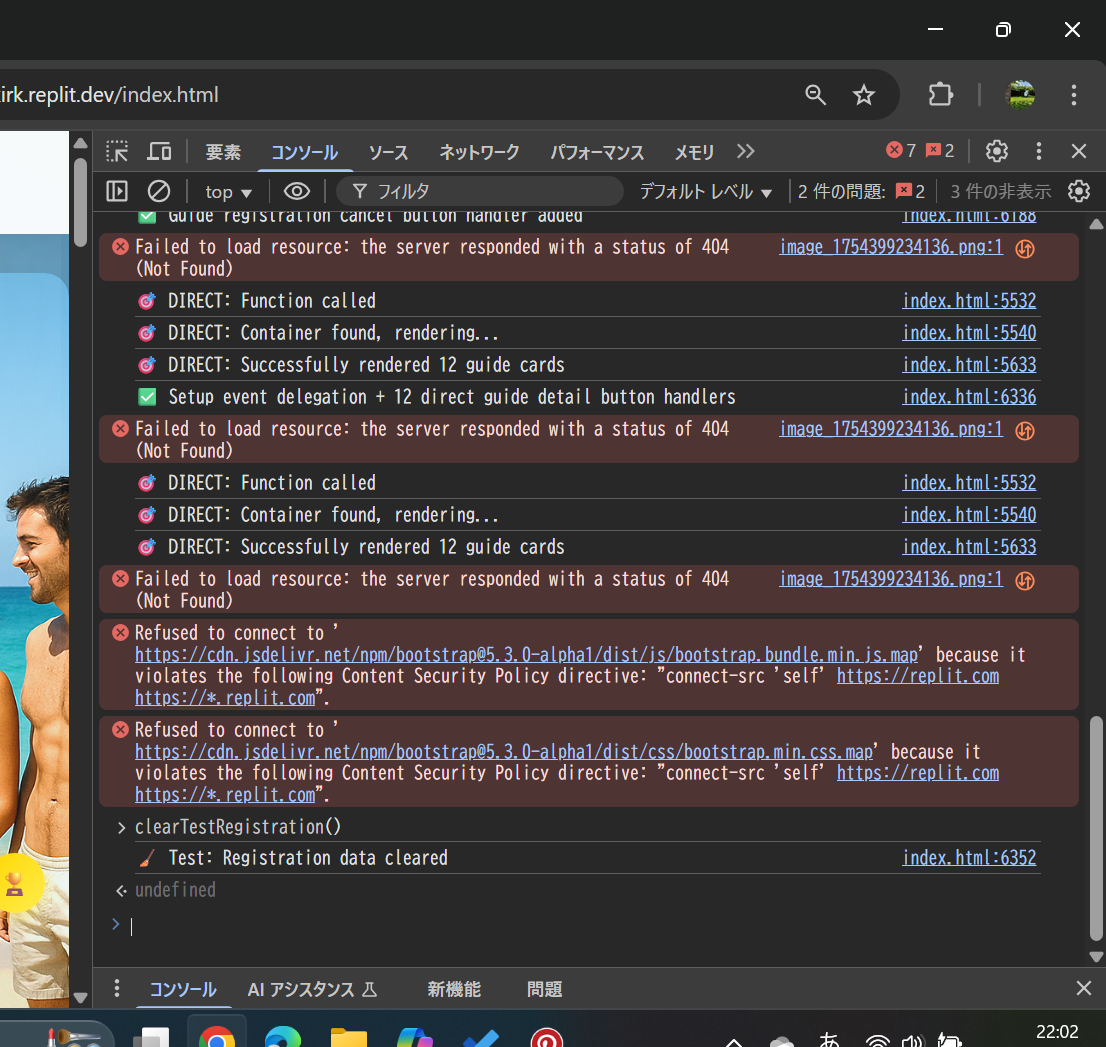 irk.replit.dev/index.html
要素 コンソール ソース ネットワーク パフォーマンス メモリ 7 2
top フィルタ デフォルト レベル 2 件の問題: 2 3 件の非表示
Guide registration cancel button handler added index.html:6188
Failed to load resource: the server responded with a status of 404 image_1754399234136.png:1
(Not Found)
DIRECT: Function called index.html:5532
DIRECT: Container found, rendering... index.html:5540
DIRECT: Successfully rendered 12 guide cards index.html:5633
Setup event delegation + 12 direct guide detail button handlers index.html:6336
Failed to load resource: the server responded with a status of 404 image_1754399234136.png:1
(Not Found)
DIRECT: Function called index.html:5532
DIRECT: Container found, rendering... index.html:5540
DIRECT: Successfully rendered 12 guide cards index.html:5633
Failed to load resource: the server responded with a status of 404 image_1754399234136.png:1
(Not Found)
Refused to connect to '
https://cdn.jsdelivr.net/npm/bootstrap@5.3.0-alpha1/dist/js/bootstrap.bundle.min.js.map' because it
violates the following Content Security Policy directive: "connect-src 'self' https://replit.com
https://*.replit.com".
Refused to connect to '
https://cdn.jsdelivr.net/npm/bootstrap@5.3.0-alpha1/dist/css/bootstrap.min.css.map' because it
violates the following Content Security Policy directive: "connect-src 'self' https://replit.com
https://*.replit.com".
> clearTestRegistration()
Test: Registration data cleared index.html:6352
undefined
>
コンソール AI アシスタンス 新機能 問題
あ 22:02